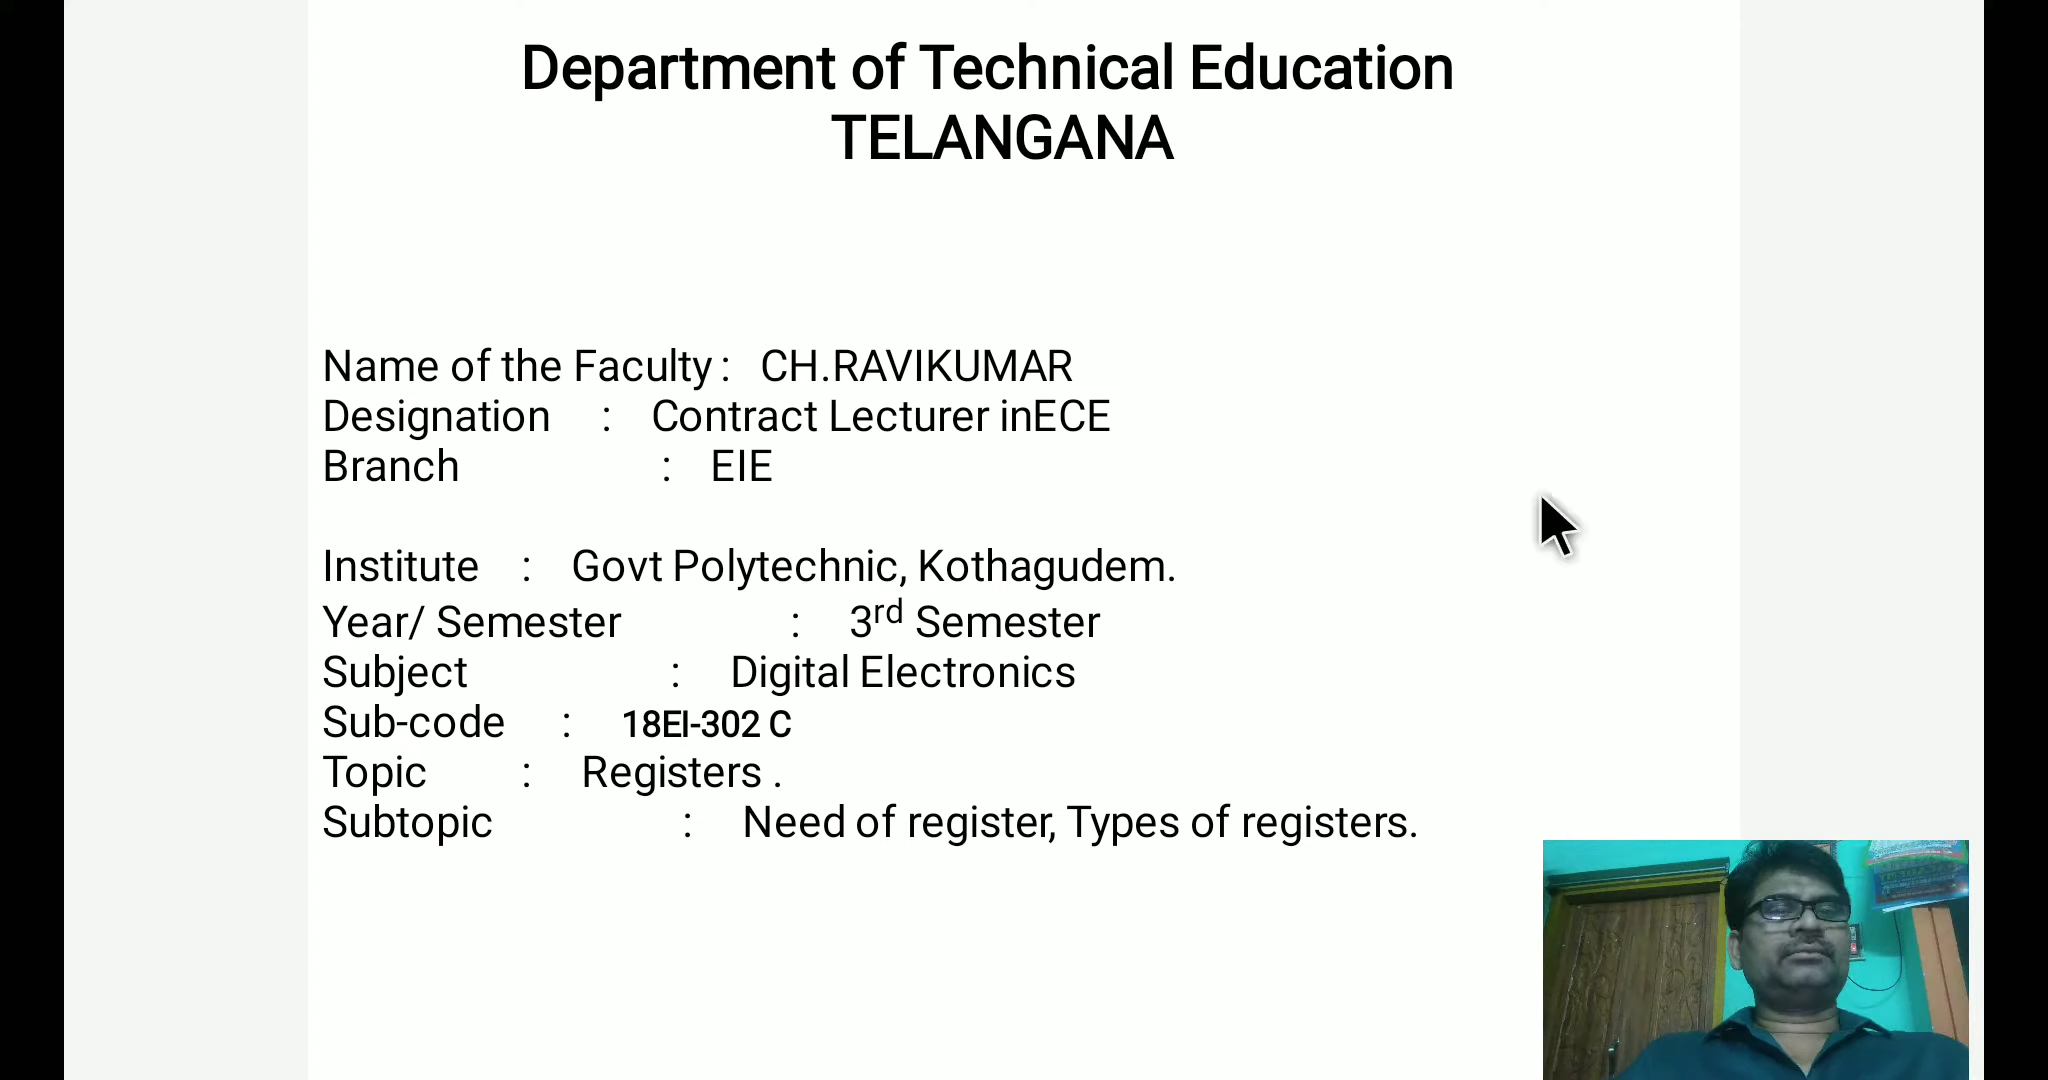 Department of Technical Education
TELANGANA
Name of the Faculty : CH.RAVIKUMAR
Designation : Contract Lecturer inECE
Branch : EIE
Institute : Govt Polytechnic, Kothagudem.
Year/ Semester : 3rd Semester
Subject : Digital Electronics
Sub-code : 18EI-302 C
Topic : Registers .
Subtopic : Need of register, Types of registers.